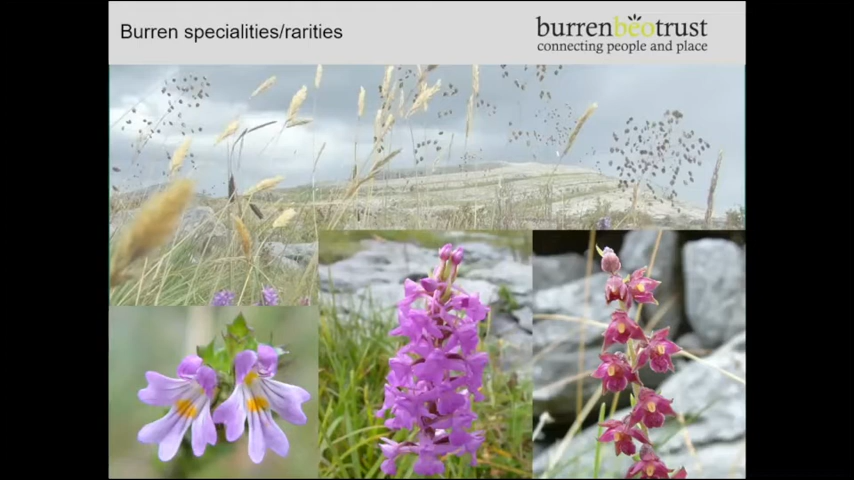 Burren specialities/rarities
burrenbeotrust
connecting people and place